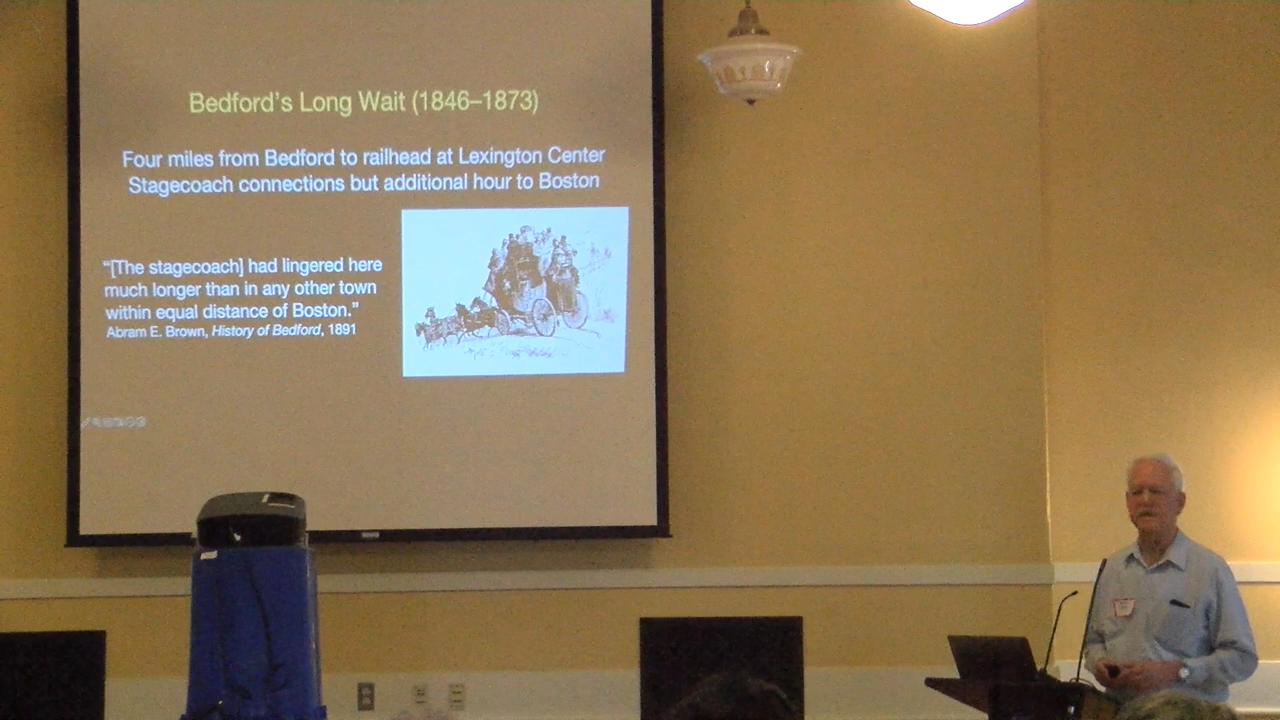 Bedford's Long Wait (1846–1873)
Four miles from Bedford to railhead at Lexington Center
Stagecoach connections but additional hour to Boston
"[The stagecoach] had lingered here
much longer than in any other town
within equal distance of Boston."
Abram E. Brown, History of Bedford, 1891